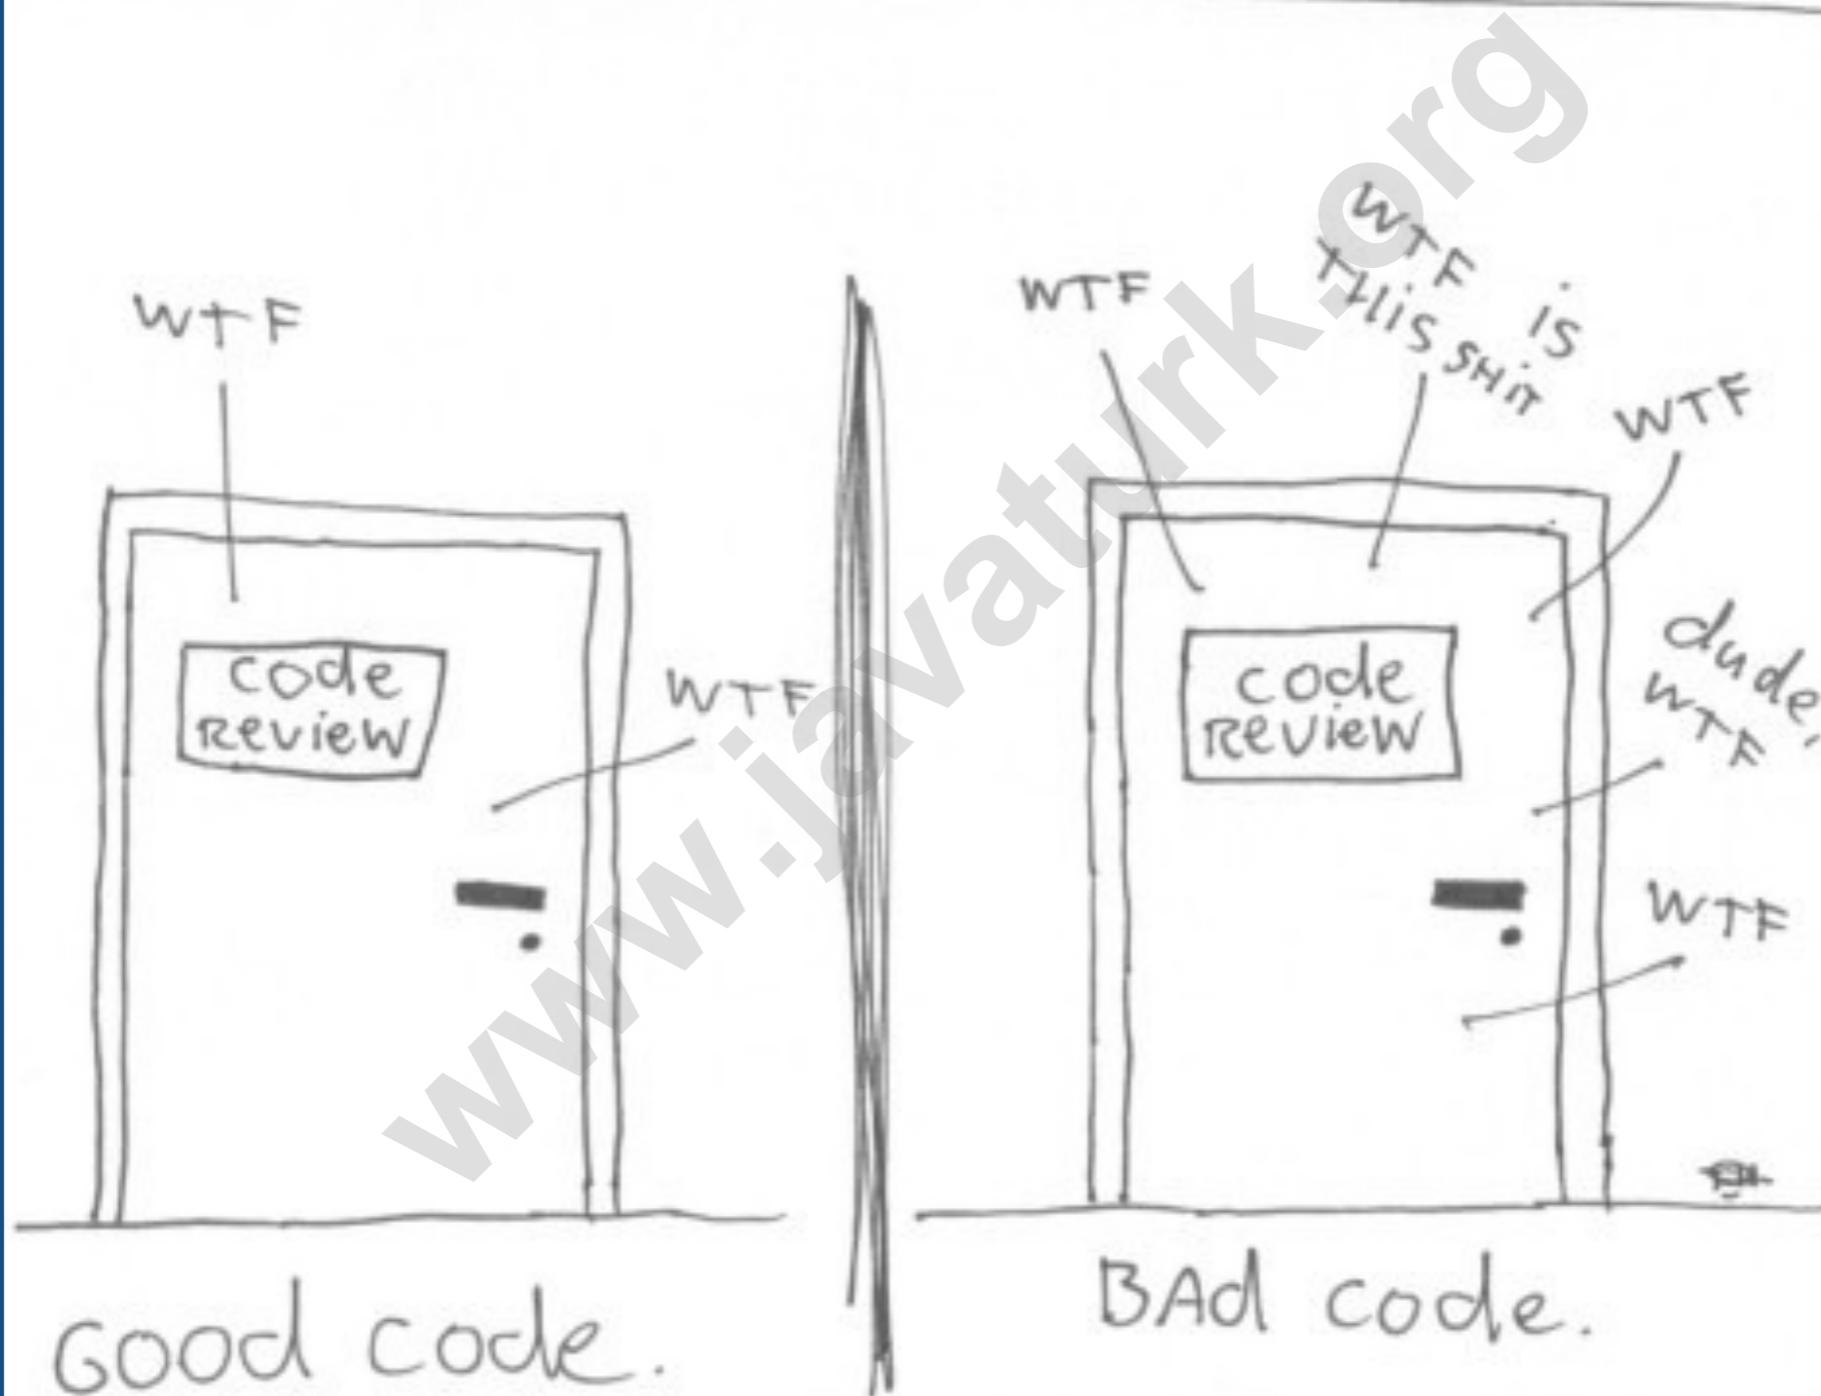 WTF
code
REVIEW
WTF
GOOD code.
WTF
WTF is
THis SHiT
WTF
code
REVIEW
dude,
WTF
WTF
BAd code.
www.javaturk.org